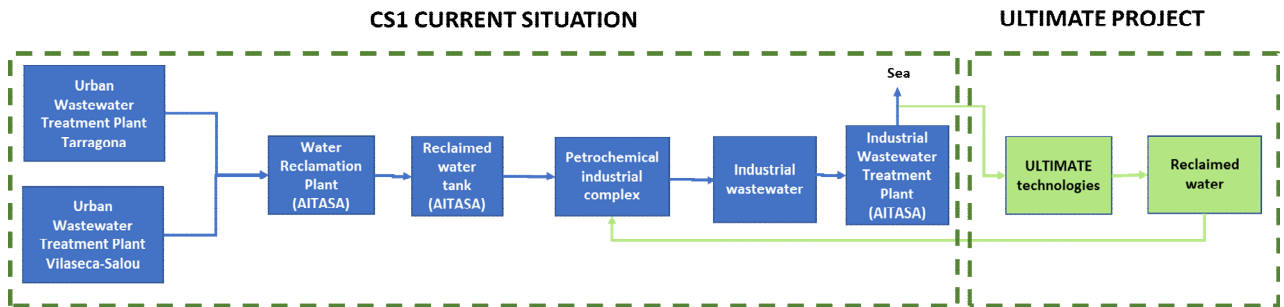 CS1 CURRENT SITUATION
ULTIMATE PROJECT
Urban
Wastewater
Treatment Plant
Tarragona
Urban
Wastewater
Treatment Plant
Vilaseca-Salou
Water
Reclamation
Plant
(AITASA)
Reclaimed
water
tank
(AITASA)
Petrochemical
industrial
complex
Industrial
wastewater
Sea
Industrial
Wastewater
Treatment
Plant
(AITASA)
ULTIMATE
technologies
Reclaimed
water